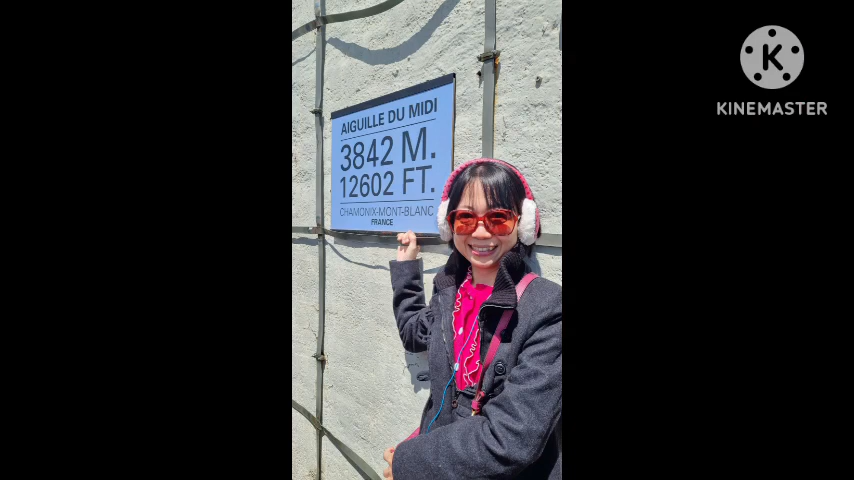 AIGUILLE DU MIDI
3842 M.
12602 FT.
CHAMONIX-MONT-BLANC
FRANCE
K
KINEMASTER